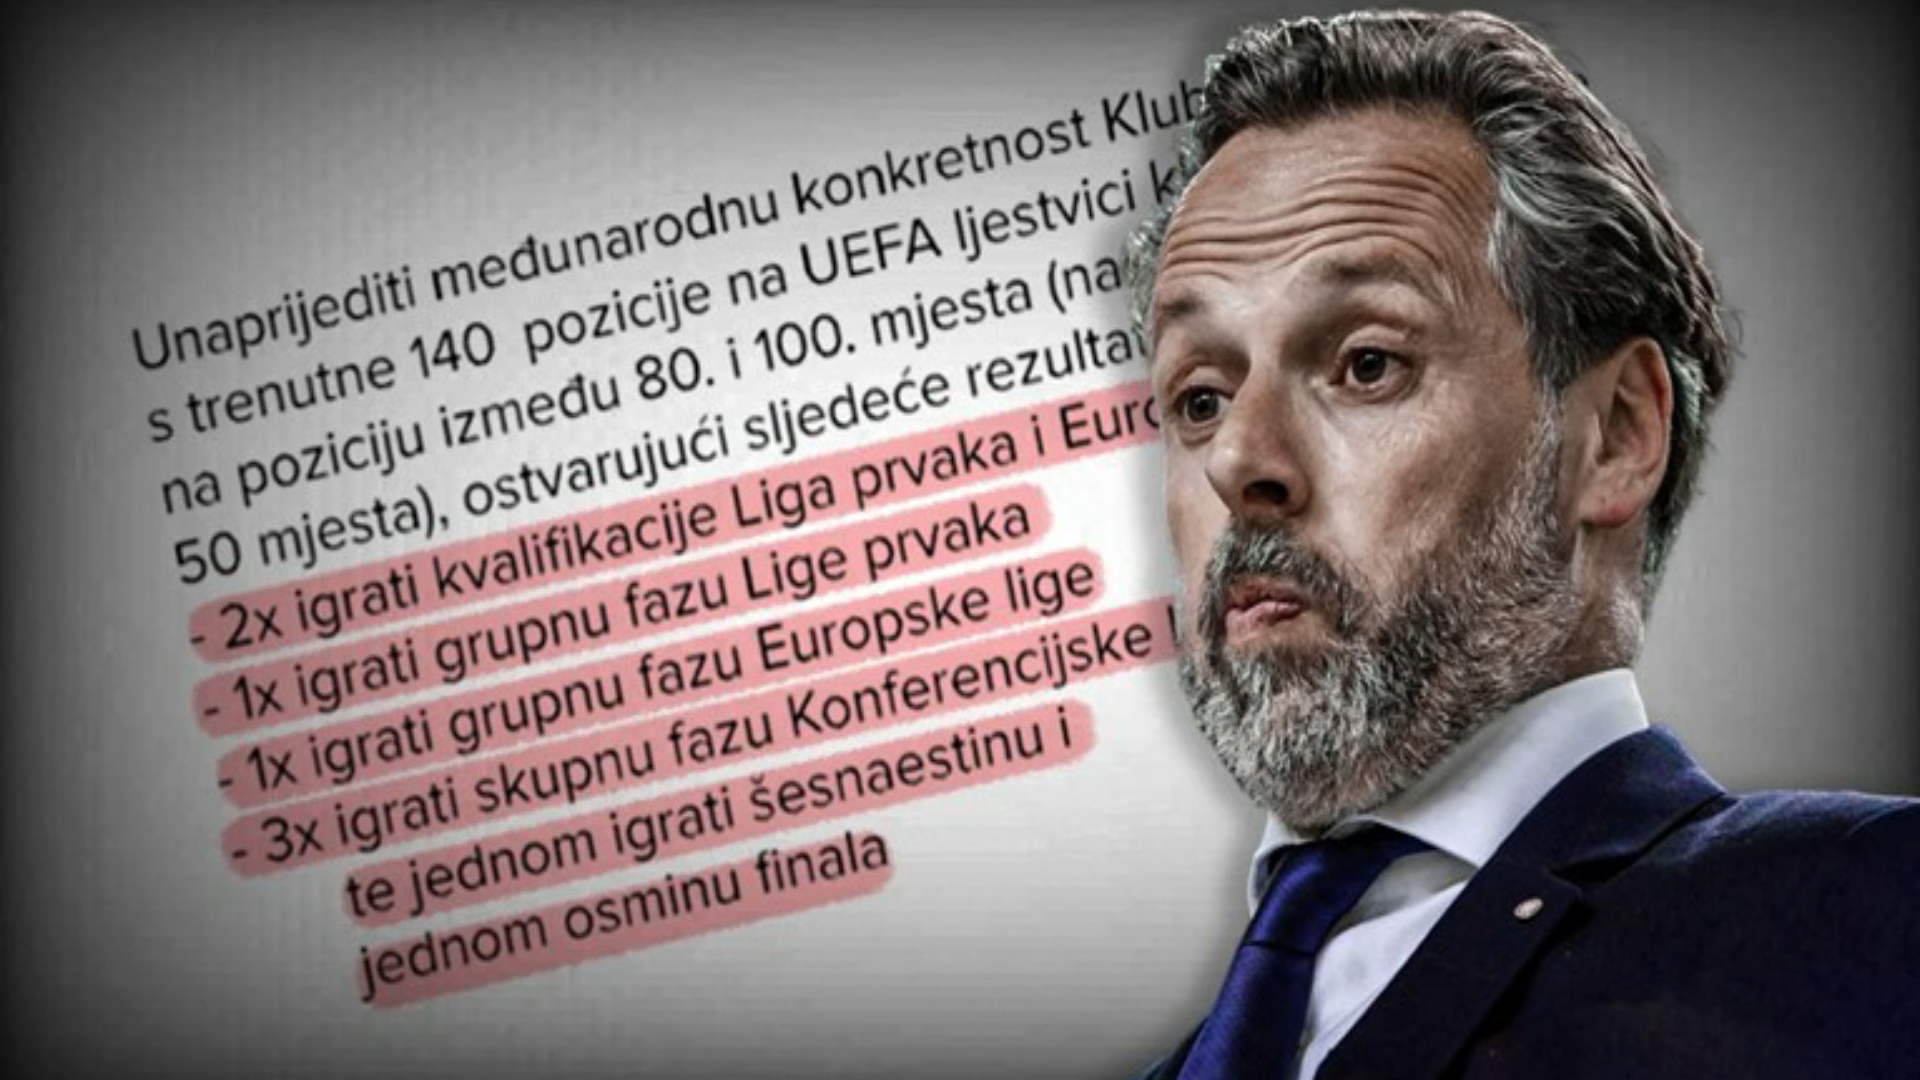 Unaprijediti međunarodnu konkretnost Klub
s trenutne 140 pozicije na UEFA ljestvici
na poziciju između 80. i 100. mjesta (na
50 mjesta), ostvarujući sljedeće
- 2x igrati kvalifikacije Liga prvaka i
- 1x igrati grupnu fazu Lige prvaka
- 1x igrati grupnu fazu Europske lige
- 3x igrati skupnu fazu Konferencijske
te jednom igrati šesnaestinu i
jednom osminu finala